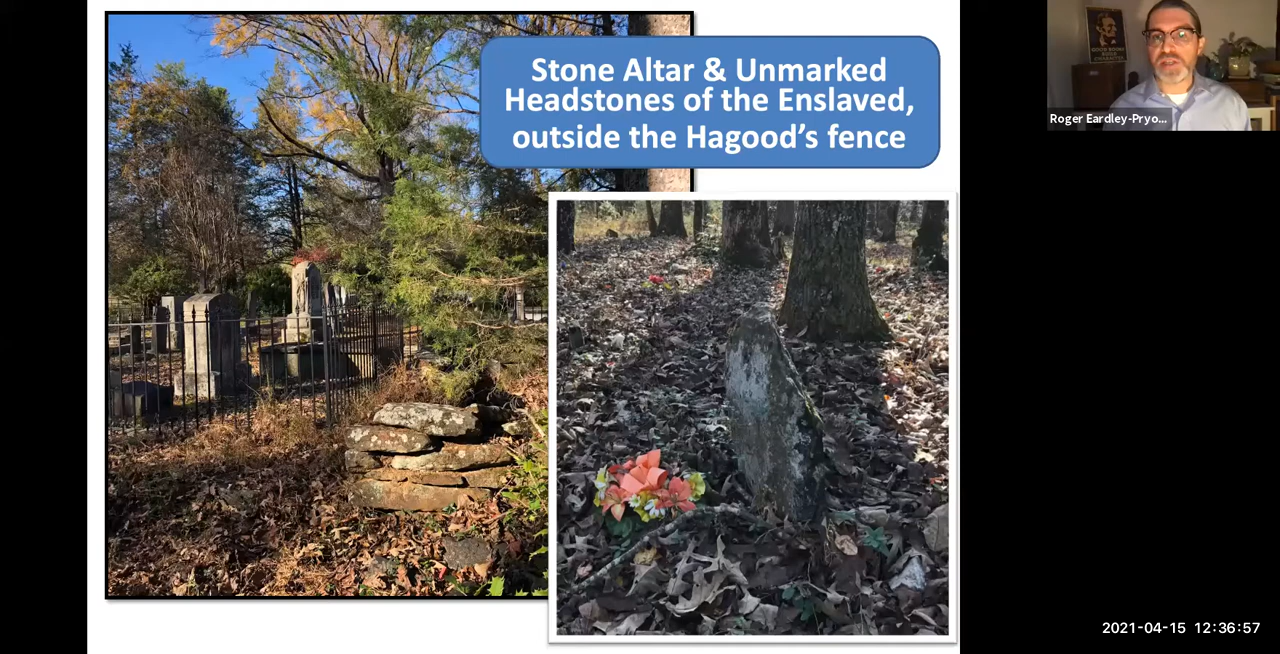 Stone Altar & Unmarked
Headstones of the Enslaved,
outside the Hagood's fence
Roger Eardley-Pryo...
2021-04-15 12:36:57